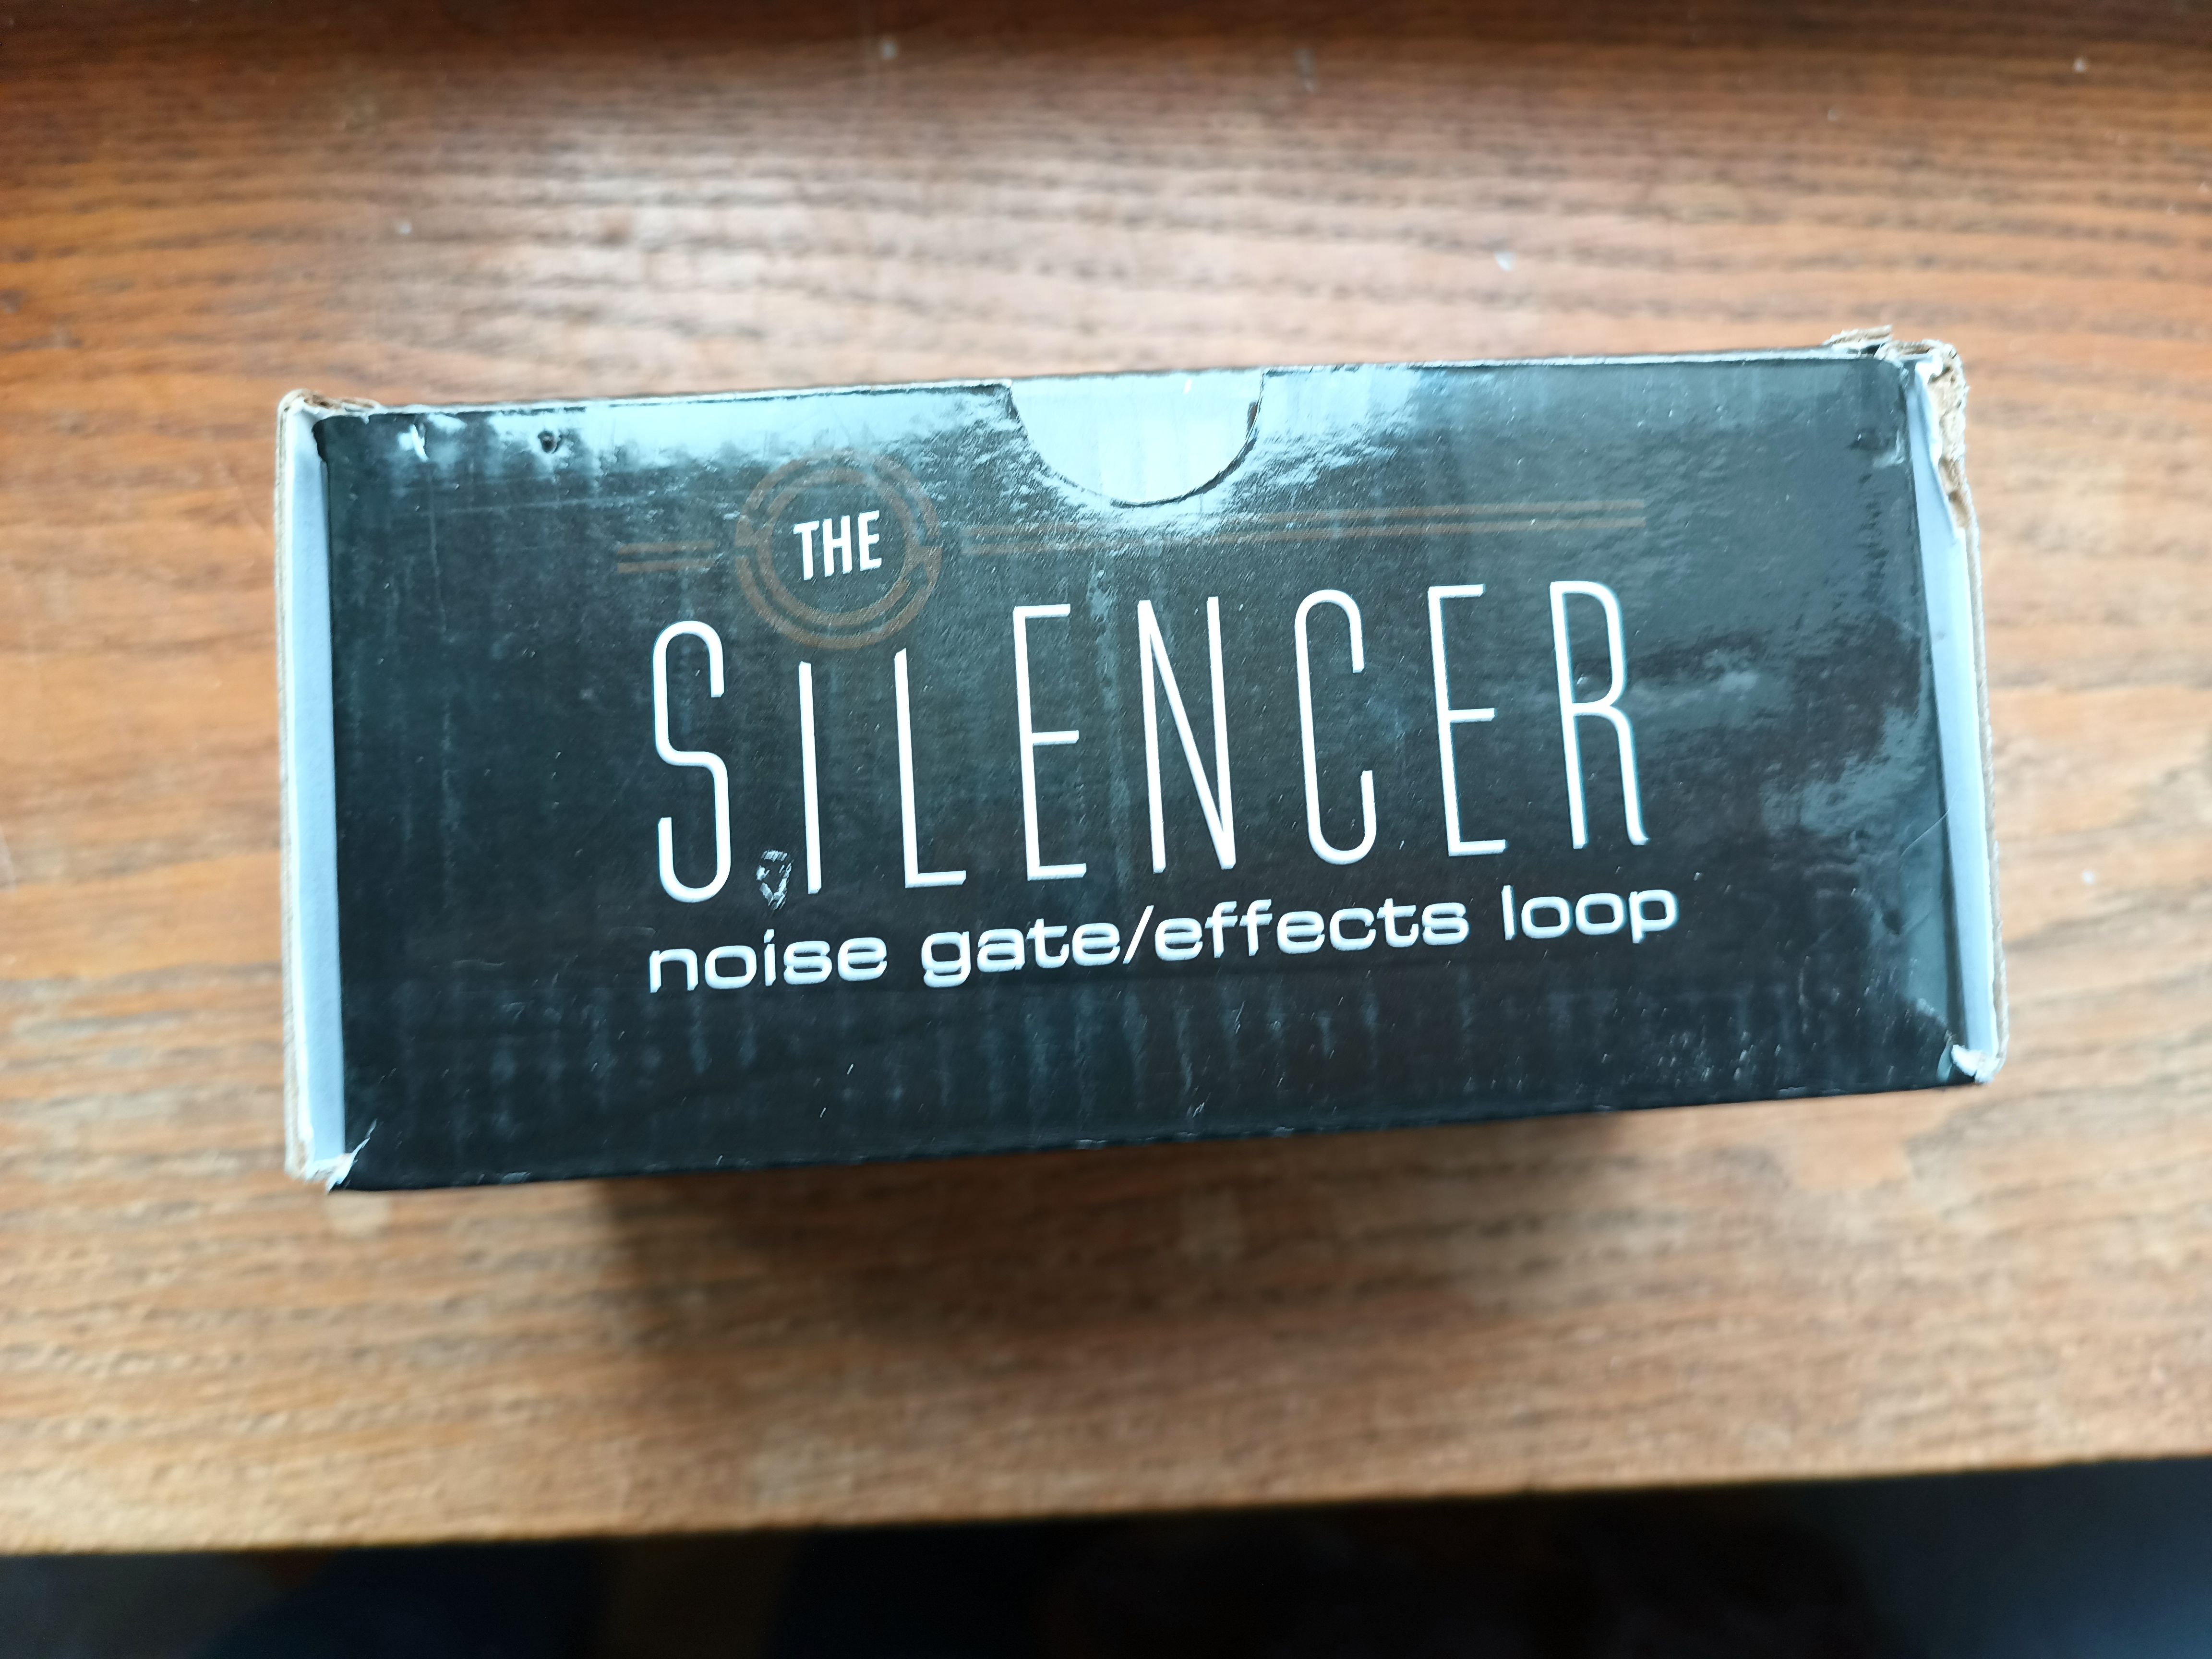 THE
SILENCER
noise gate/effects loop